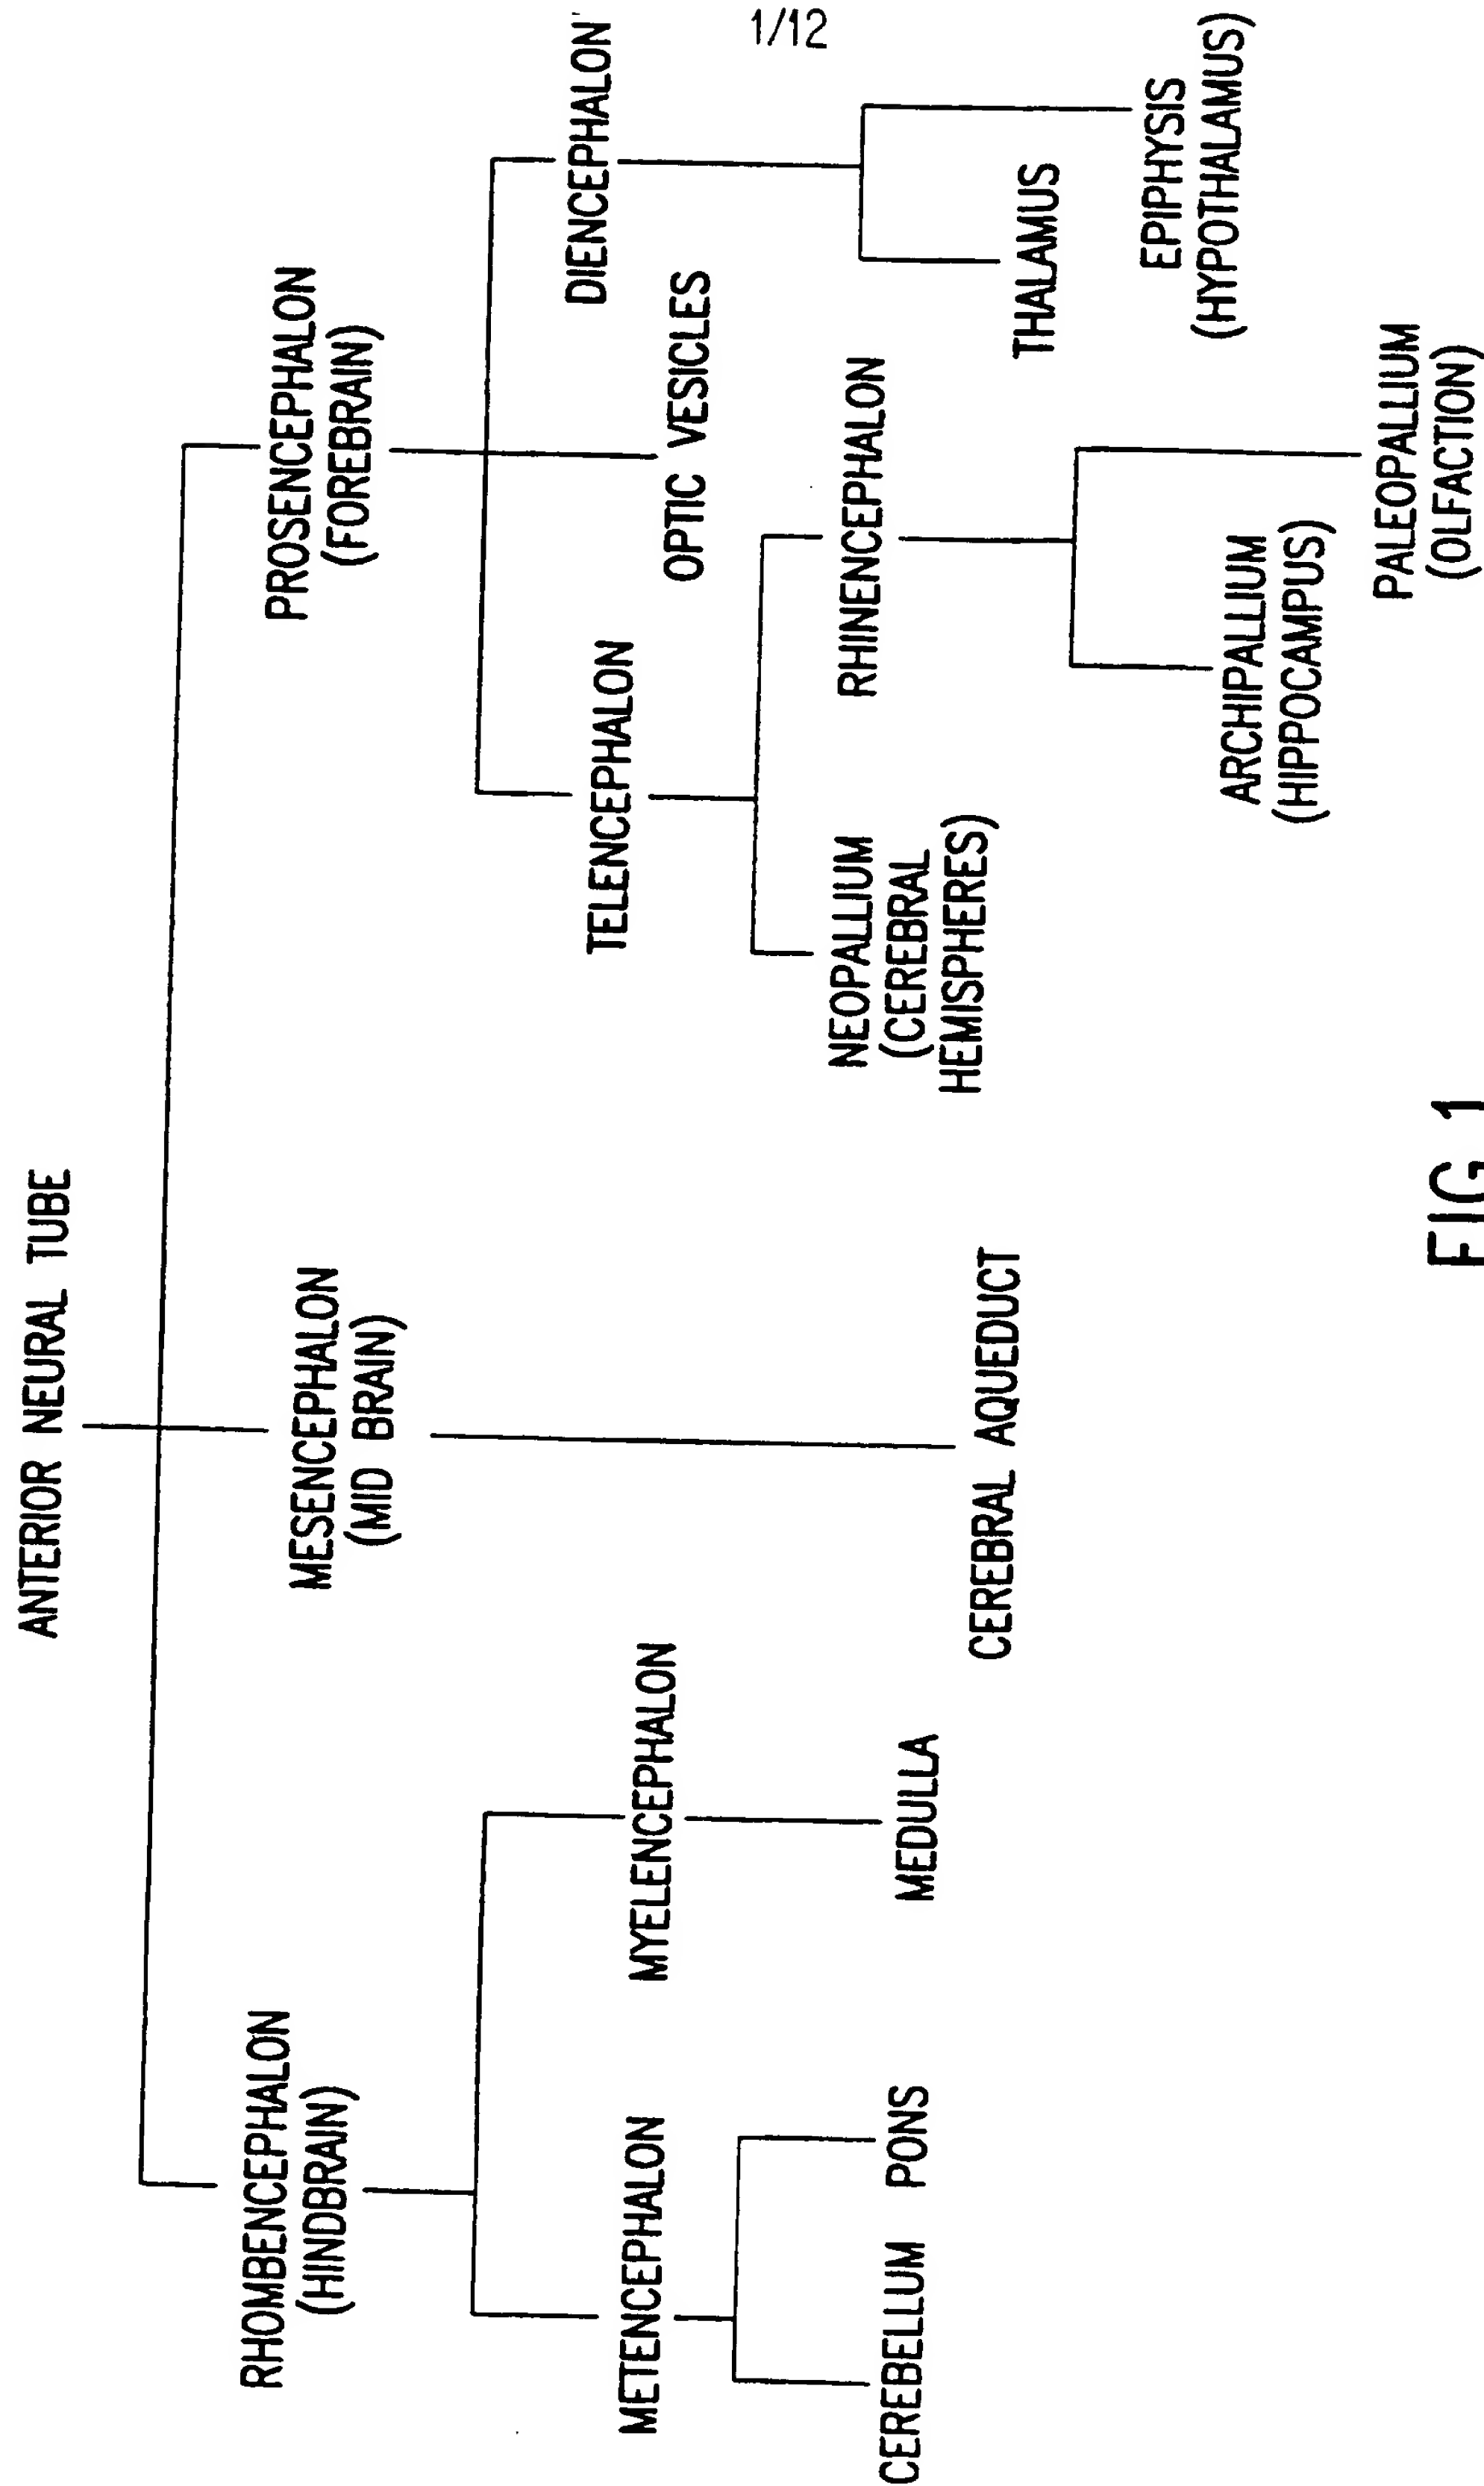 1/12
ANTERIOR NEURAL TUBE
RHOMBENCEPHALON
(HINDBRAIN)
MESENCEPHALON
(MID BRAIN)
PROSENCEPHALON
(FOREBRAIN)
METENCEPHALON
MYELENCEPHALON
TELENCEPHALON
OPTIC VESICLES
DIENCEPHALON
CEREBELLUM
PONS
MEDULLA
CEREBRAL AQUEDUCT
NEOPALLIUM
(CEREBRAL
HEMISPHERES)
RHINENCEPHALON
THALAMUS
EPIPHYSIS
(HYPOTHALAMUS)
ARCHIPALLIUM
(HIPPOCAMPUS)
PALEOPALLIUM
(OLFACTION)
FIG. 1